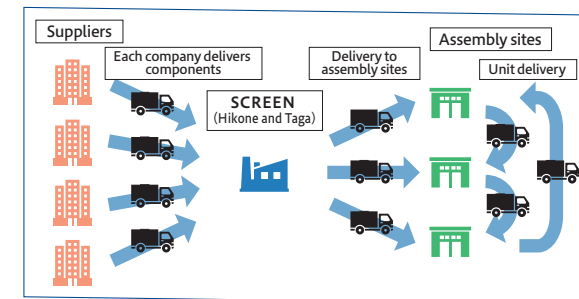 Suppliers
Each company delivers
components
SCREEN
(Hikone and Taga)
Delivery to
assembly sites
Assembly sites
Unit delivery